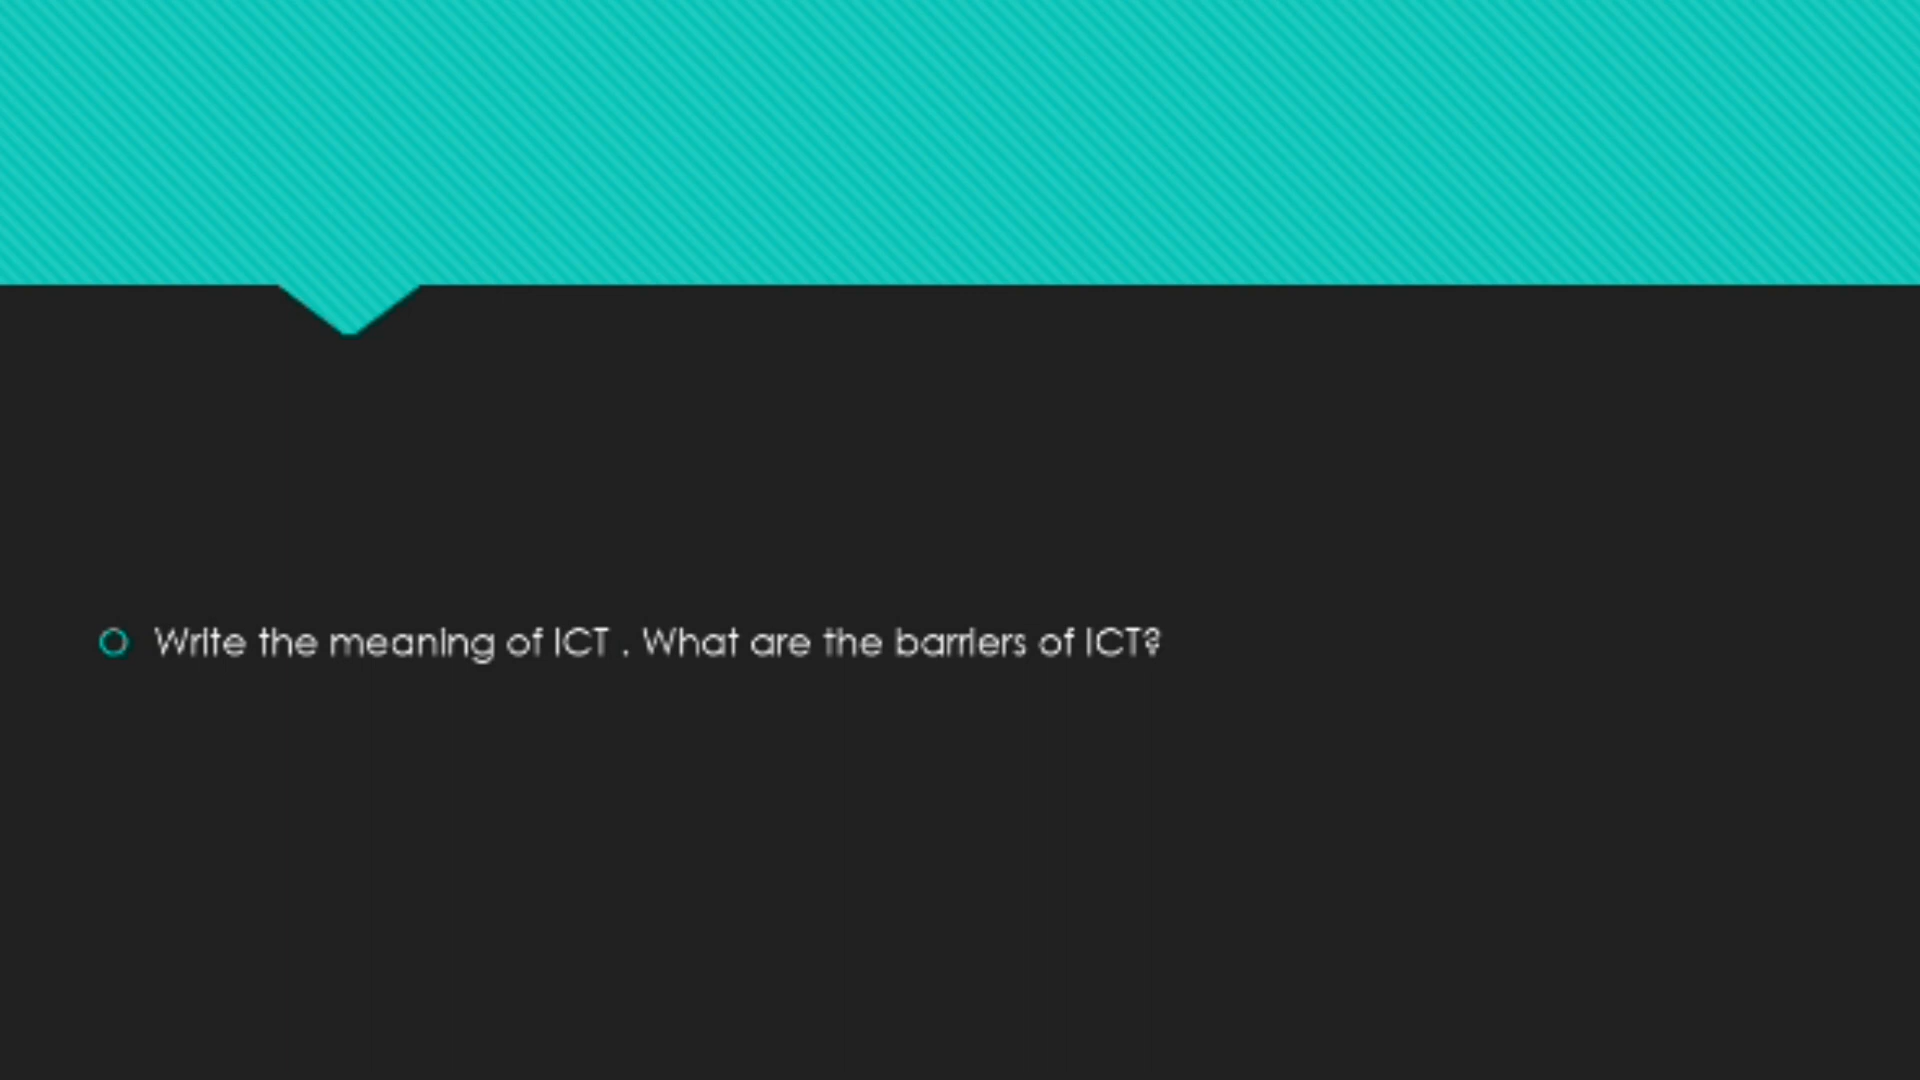 Write the meaning of ICT . What are the barriers of ICT?